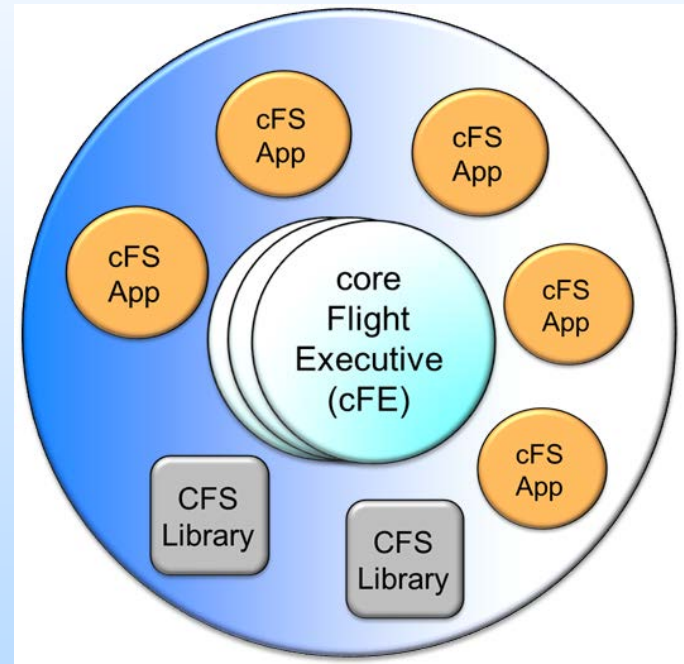 cFS
App
cFS
App
cFS
App
cFS
App
core
Flight
Executive
(cFE)
cFS
App
CFS
Library
CFS
Library